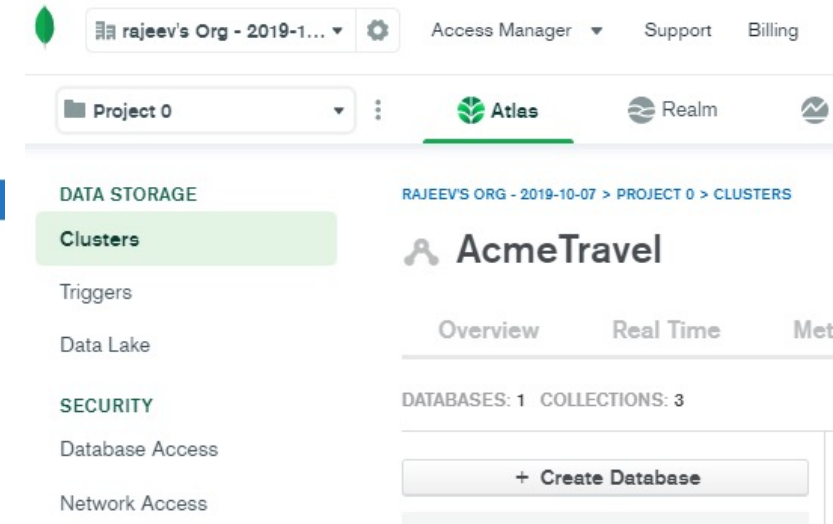 rajeev's Org - 2019-1... Access Manager Support Billing
Project 0 Atlas Realm
DATA STORAGE
Clusters
Triggers
Data Lake
SECURITY
Database Access
Network Access
RAJEEV'S ORG - 2019-10-07 > PROJECT 0 > CLUSTERS
AcmeTravel
Overview Real Time Met
DATABASES: 1 COLLECTIONS: 3
+ Create Database